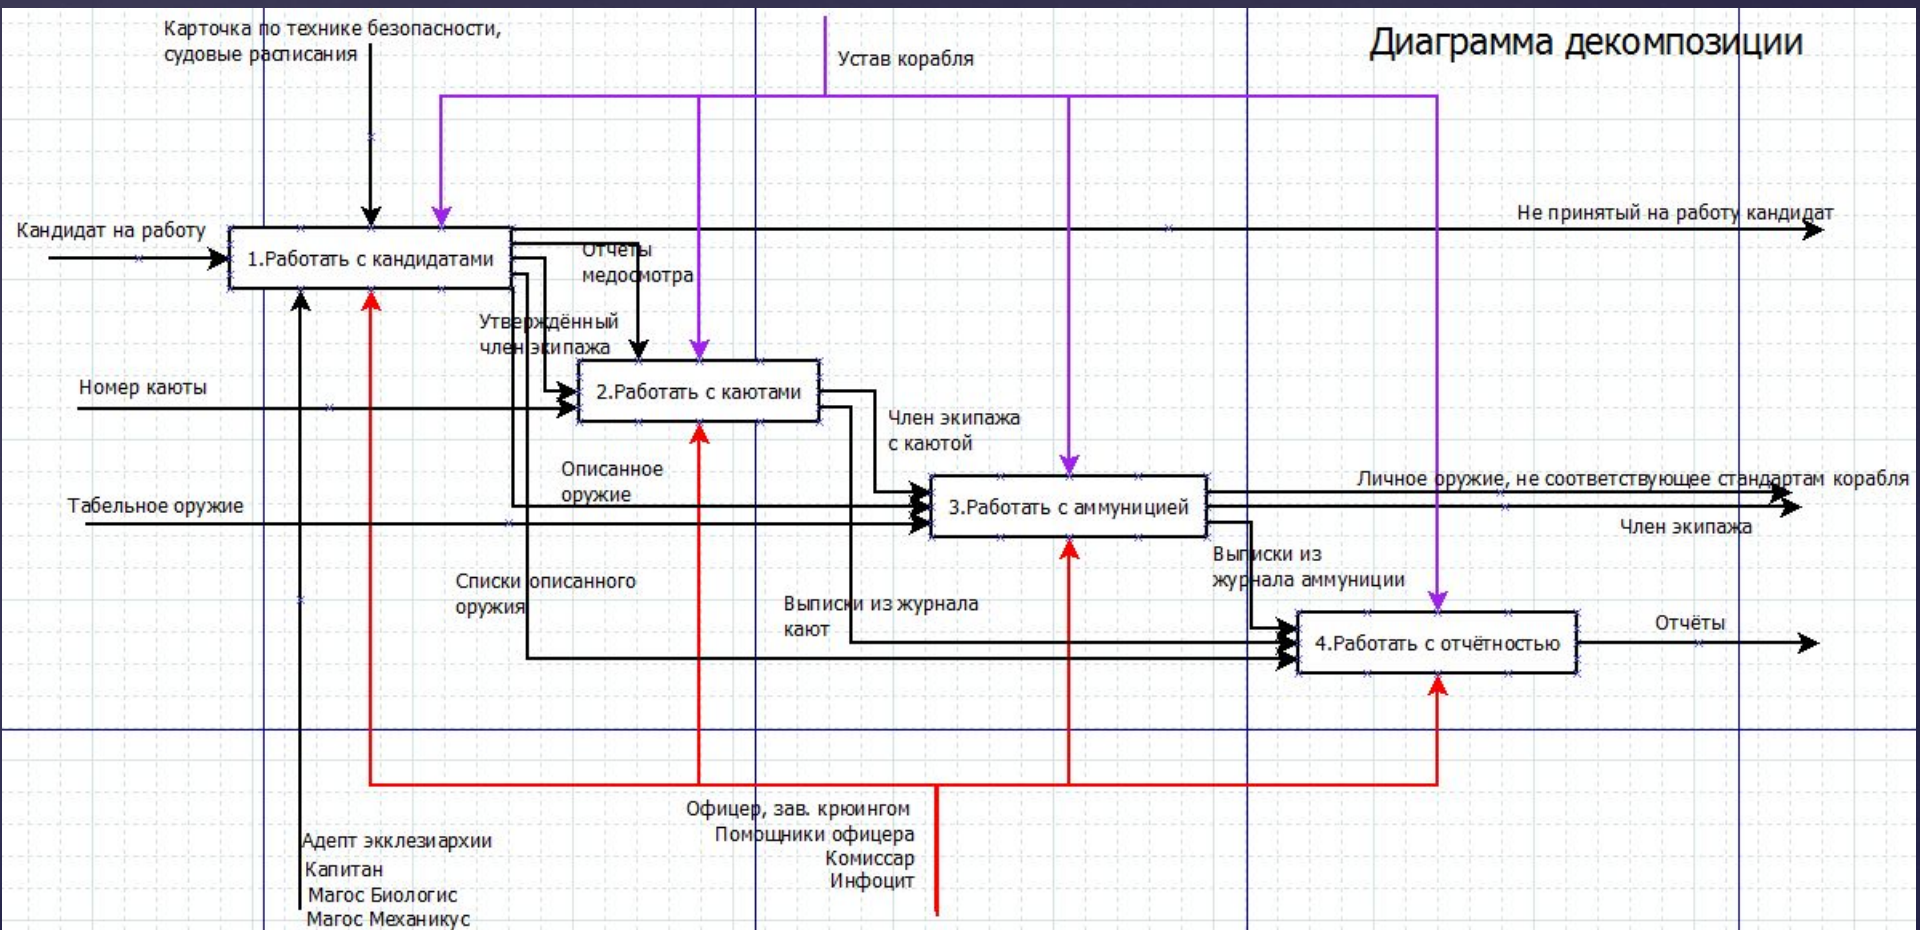 Карточка по технике безопасности,
судовые расписания
Устав корабля
Диаграмма декомпозиции
Кандидат на работу
1.Работать с кандидатами
Не принятый на работу кандидат
Отчёты
медосмотра
Утверждённый
член экипажа
Номер каюты
2.Работать с каютами
Член экипажа
с каютой
Описанное
оружие
Табельное оружие
3.Работать с аммуницией
Личное оружие, не соответствующее стандартам корабля
Член экипажа
Выписки из
журнала аммуниции
Списки описанного
оружия
Выписки из журнала
кают
4.Работать с отчётностью
Отчёты
Офицер, зав. крюингом
Помощники офицера
Комиссар
Инфоцит
Адепт экклезиархии
Капитан
Магос Биологис
Магос Механикус